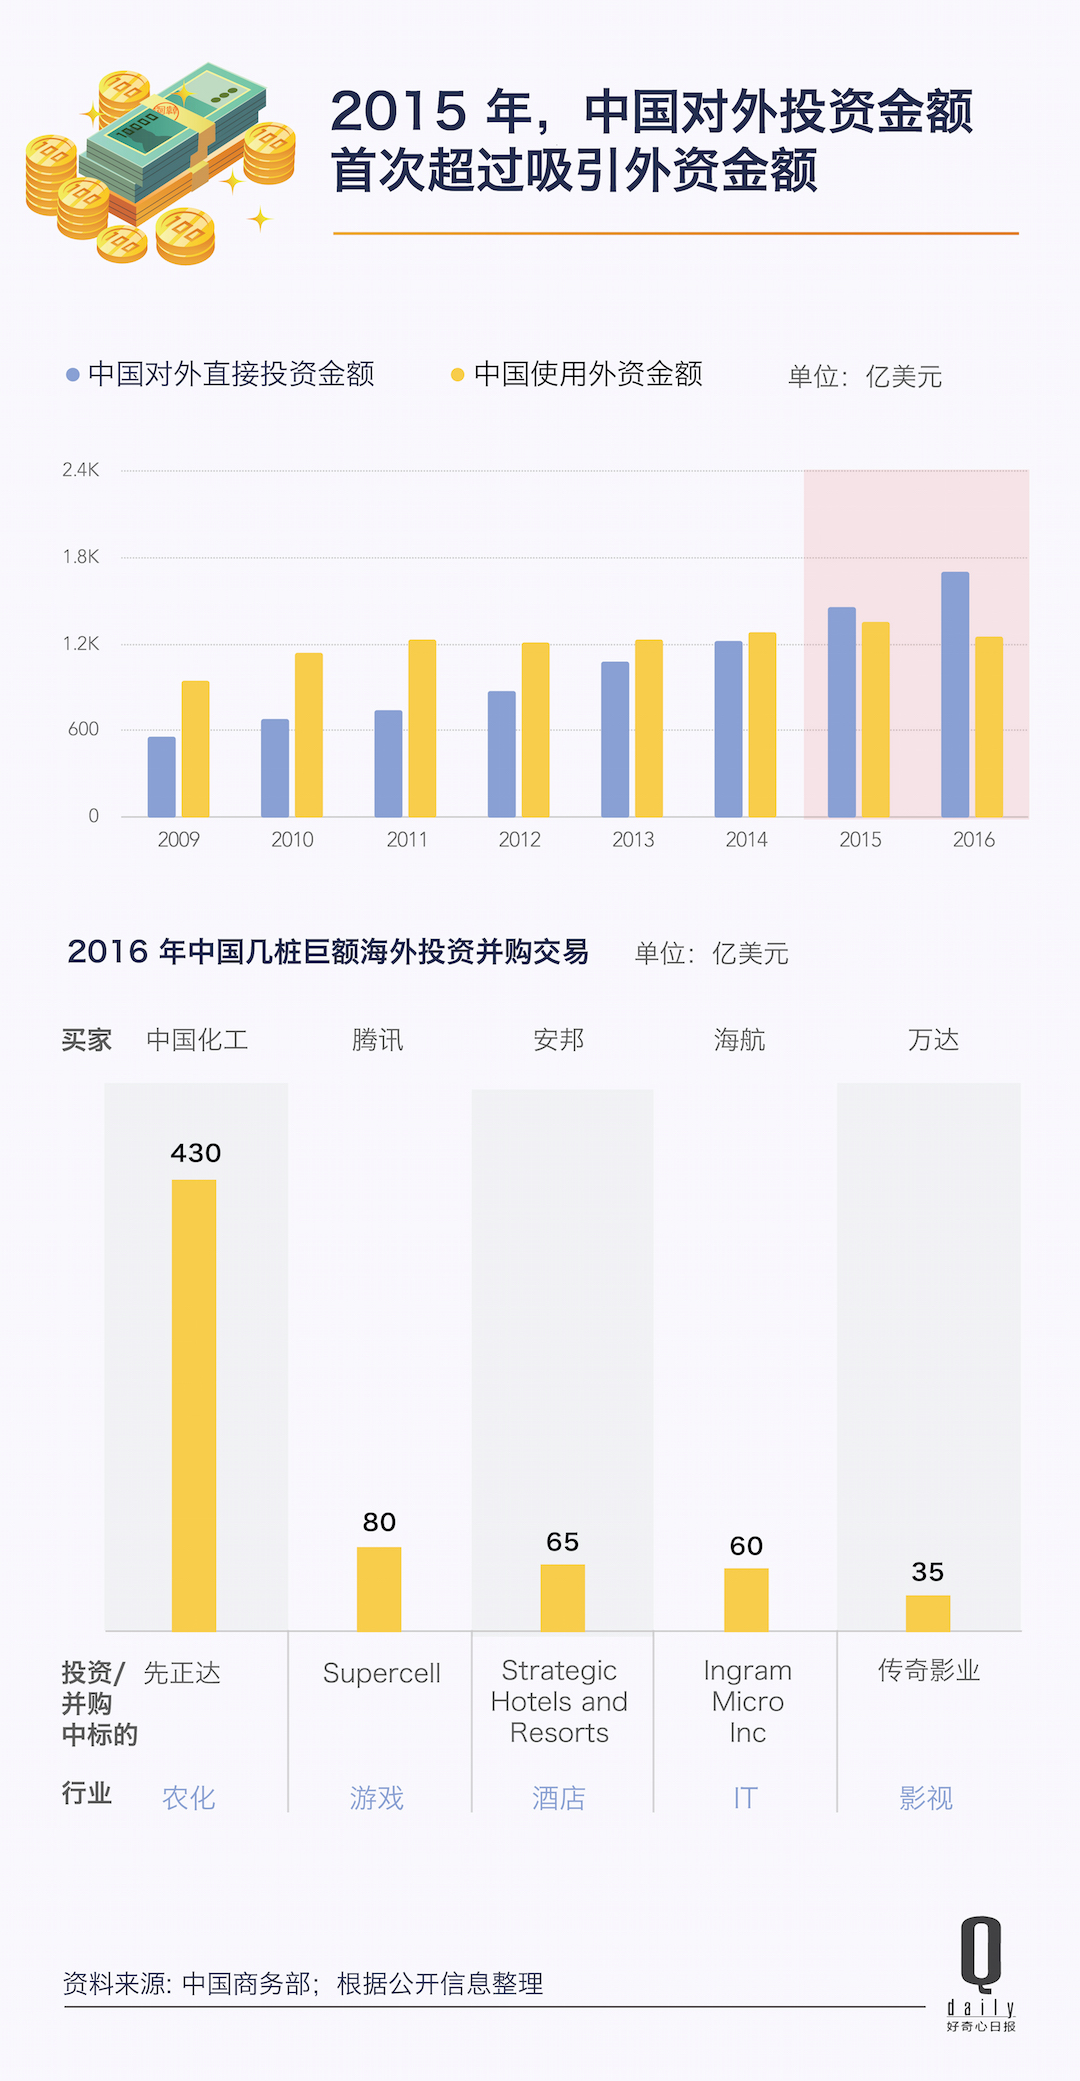 2015 年，中国对外投资金额
首次超过吸引外资金额
中国对外直接投资金额
中国使用外资金额
单位：亿美元
2.4K
1.8K
1.2K
600
0
2009
2010
2011
2012
2013
2014
2015
2016
2016 年中国几桩巨额海外投资并购交易
单位：亿美元
买家
中国化工
腾讯
安邦
海航
万达
430
80
65
60
35
投资/
并购
中标的
先正达
Supercell
Strategic
Hotels and
Resorts
Ingram
Micro
Inc
传奇影业
行业
农化
游戏
酒店
IT
影视
资料来源: 中国商务部；根据公开信息整理
Q
daily
好奇心日报
100
100
100
100
100
100
10000